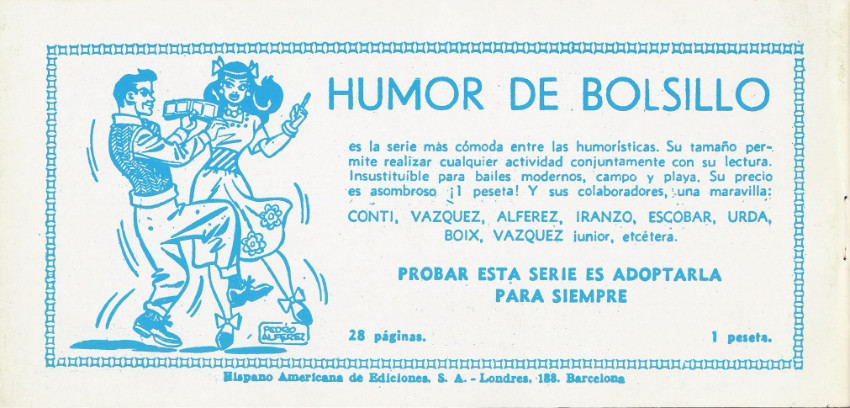 HUMOR DE BOLSILLO
es la serie más cómoda entre las humorísticas. Su tamaño per-
mite realizar cualquier actividad conjuntamente con su lectura.
Insustituíble para bailes modernos, campo y playa. Su precio
es asombroso ¡1 peseta! Y sus colaboradores, una maravilla:
CONTI, VAZQUEZ, ALFEREZ, IRANZO, ESCOBAR, URDA,
BOIX, VAZQUEZ junior, etcétera.
PROBAR ESTA SERIE ES ADOPTARLA
PARA SIEMPRE
PEDRO
ALFEREZ
28 páginas.
1 peseta.
Hispano Americana de Ediciones, S. A. - Londres, 188. Barcelona